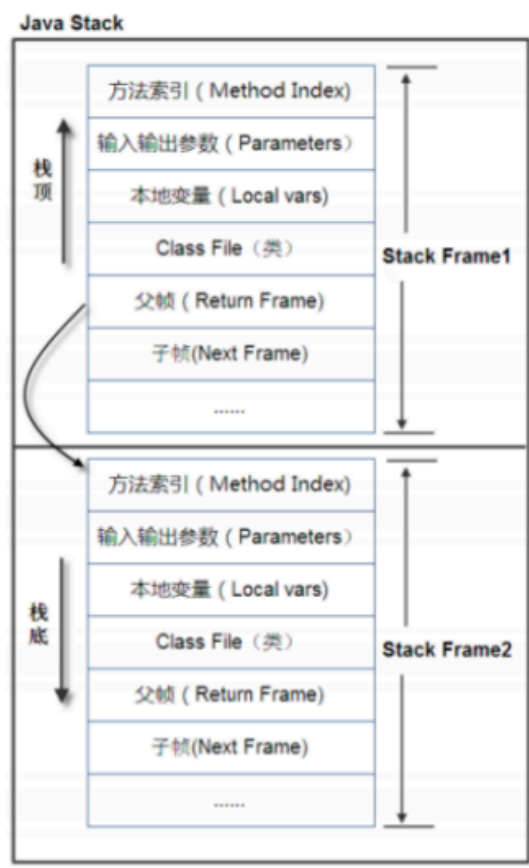 Java Stack
方法索引 ( Method Index)
输入输出参数 ( Parameters）
本地变量 ( Local vars)
Class File（类）
父帧 ( Return Frame)
子帧(Next Frame)
......
栈顶
Stack Frame1
方法索引 ( Method Index)
输入输出参数 ( Parameters）
本地变量 ( Local vars)
Class File（类）
父帧 ( Return Frame)
子帧(Next Frame)
......
栈底
Stack Frame2